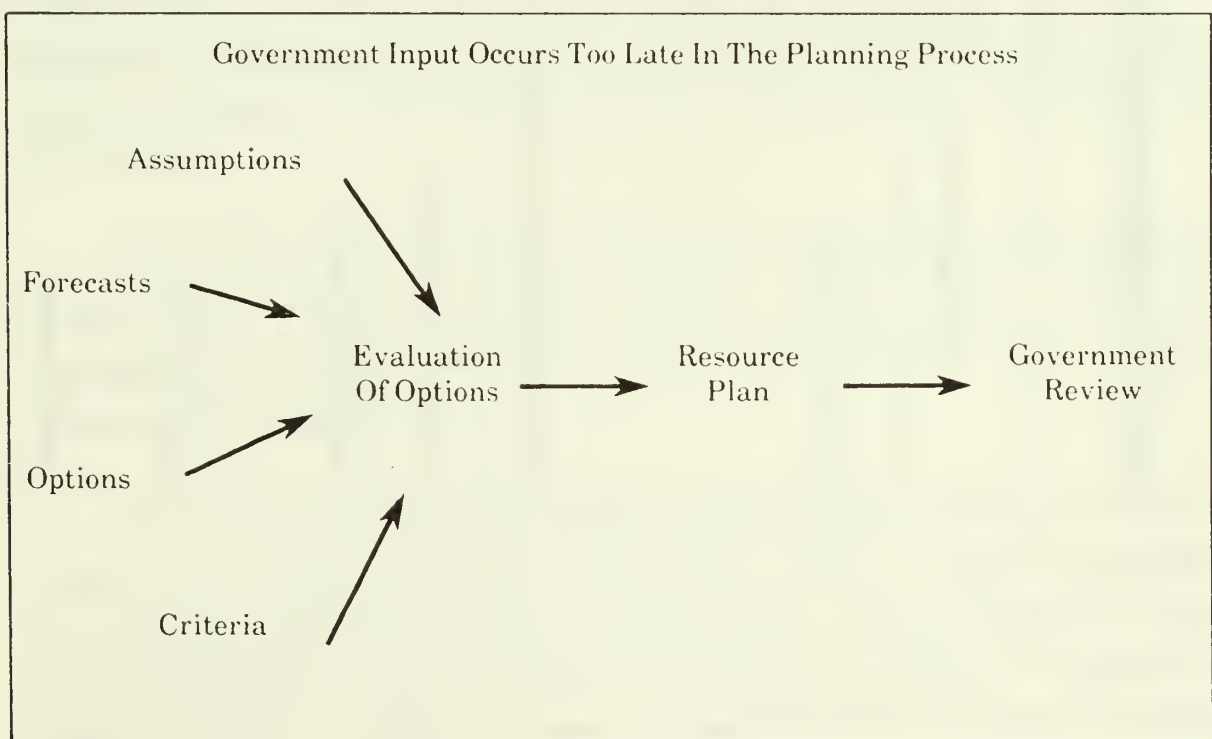 Government Input Occurs Too Late In The Planning Process
Assumptions
Forecasts
Evaluation
Of Options
Resource
Plan
Government
Review
Options
Criteria